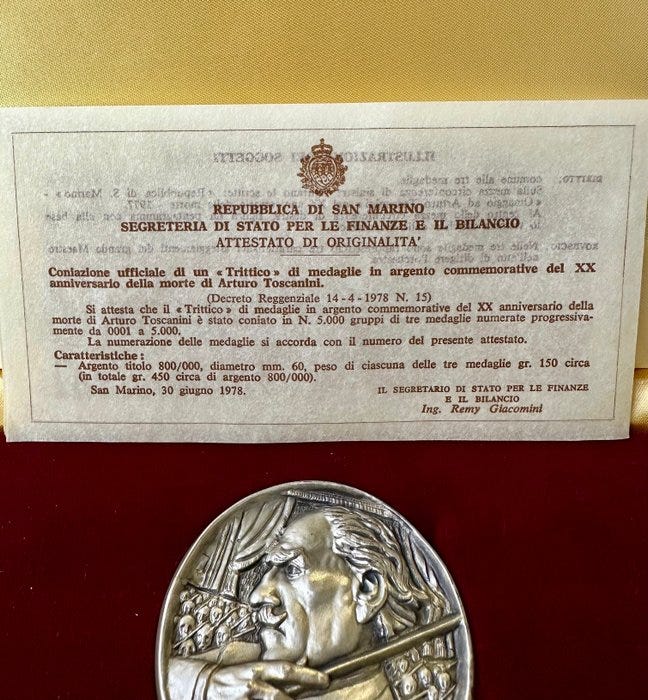 REPUBBLICA DI SAN MARINO
SEGRETERIA DI STATO PER LE FINANZE E IL BILANCIO
ATTESTATO DI ORIGINALITA'
Coniazione ufficiale di un « Trittico » di medaglie in argento commemorative del XX
anniversario della morte di Arturo Toscanini.
(Decreto Reggenziale 14-4-1978 N. 15)
Si attesta che il « Trittico » di medaglie in argento commemorative del XX anniversario della
morte di Arturo Toscanini è stato coniato in N. 5.000 gruppi di tre medaglie numerate progressiva-
mente da 0001 a 5.000.
La numerazione delle medaglie si accorda con il numero del presente attestato.
Caratteristiche :
— Argento titolo 800/000, diametro mm. 60, peso di ciascuna delle tre medaglie gr. 150 circa
(in totale gr. 450 circa di argento 800/000).
San Marino, 30 giugno 1978.
IL SEGRETARIO DI STATO PER LE FINANZE
E IL BILANCIO
Ing. Remy Giacomini